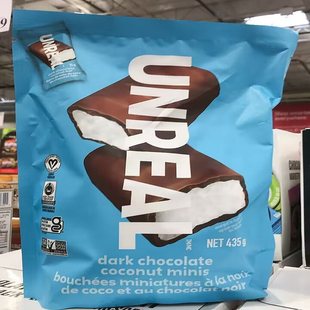 UNREAL
dark chocolate
coconut minis
bouchées miniatures à la noix
de coco et au chocolat noir
NET 435g